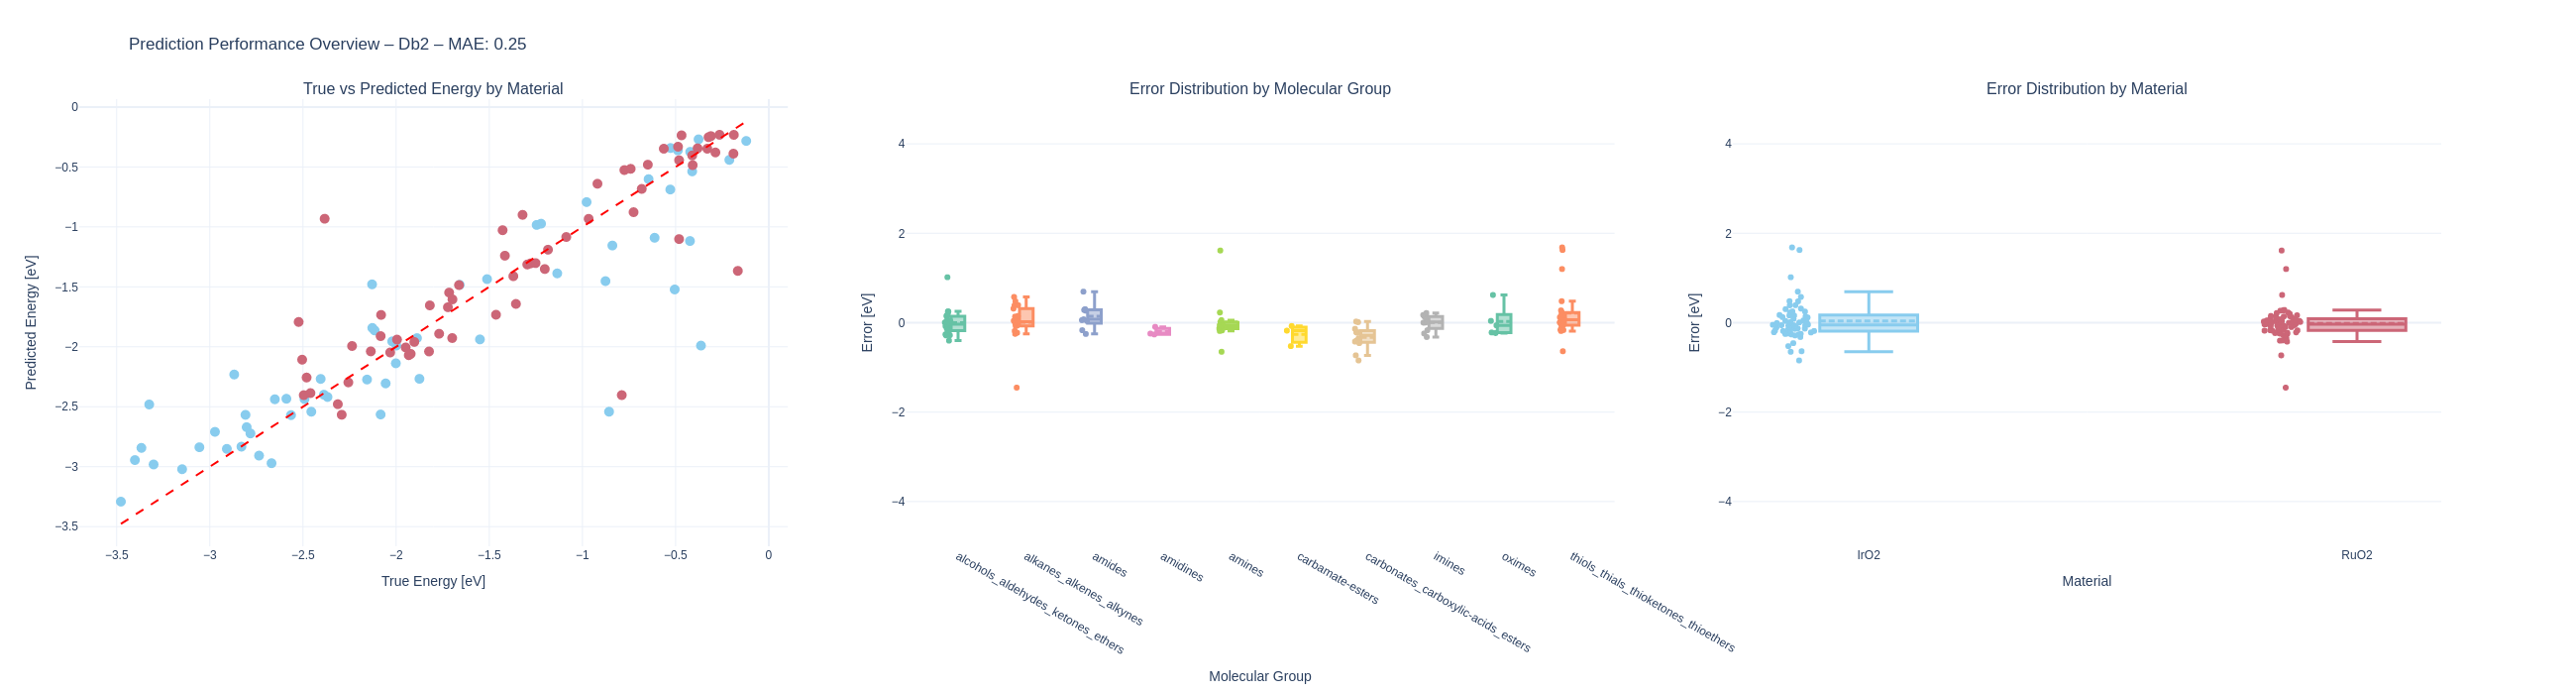 Prediction Performance Overview – Db2 – MAE: 0.25
True vs Predicted Energy by Material
0
−0.5
−1
−1.5
−2
−2.5
−3
−3.5
Predicted Energy [eV]
−3.5
−3
−2.5
−2
−1.5
−1
−0.5
0
True Energy [eV]
Error Distribution by Molecular Group
4
2
0
−2
−4
Error [eV]
alcohols_aldehydes_ketones_ethers
alkanes_alkenes_alkynes
amides
amidines
amines
carbamate-esters
carbonates_carboxylic-acids_esters
imines
oximes
thiols_thials_thioketones_thioethers
Molecular Group
Error Distribution by Material
4
2
0
−2
−4
Error [eV]
IrO2
RuO2
Material